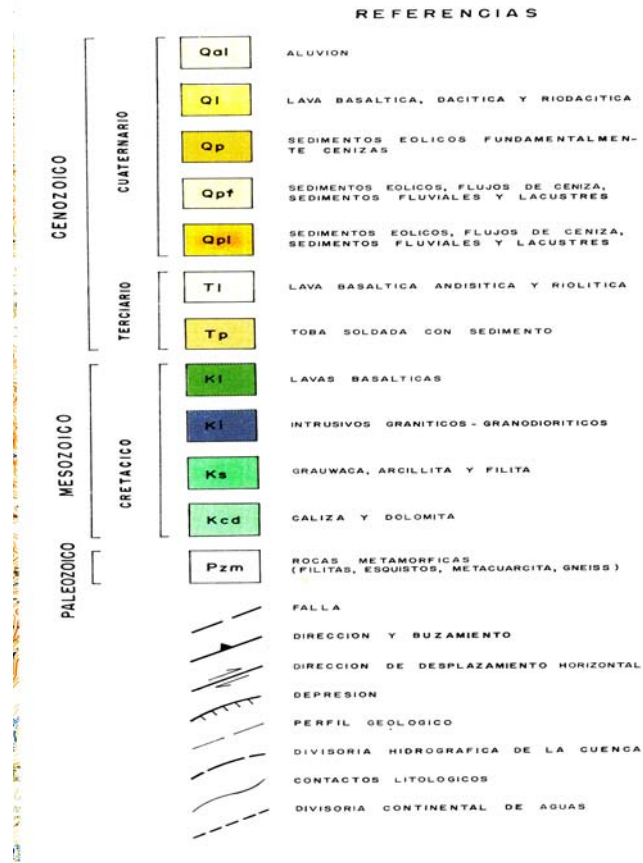 REFERENCIAS
CENOZOICO
CUATERNARIO
Qal ALUVION
Ql LAVA BASALTICA, DACITICA Y RIODACITICA
Qp SEDIMENTOS EOLICOS FUNDAMENTALMEN-
TE CENIZAS
Qpf SEDIMENTOS EOLICOS, FLUJOS DE CENIZA,
SEDIMENTOS FLUVIALES Y LACUSTRES
Qpl SEDIMENTOS EOLICOS, FLUJOS DE CENIZA,
SEDIMENTOS FLUVIALES Y LACUSTRES
TERCIARIO
Tl LAVA BASALTICA ANDISITICA Y RIOLITICA
Tp TOBA SOLDADA CON SEDIMENTO
MESOZOICO
CRETACICO
Kl LAVAS BASALTICAS
Ki INTRUSIVOS GRANITICOS - GRANODIORITICOS
Ks GRAUWACA, ARCILLITA Y FILITA
Kcd CALIZA Y DOLOMITA
PALEOZOICO
Pzm ROCAS METAMORFICAS
(FILITAS, ESQUISTOS, METACUARCITA, GNEISS)
FALLA
DIRECCION Y BUZAMIENTO
DIRECCION DE DESPLAZAMIENTO HORIZONTAL
DEPRESION
PERFIL GEOLOGICO
DIVISORIA HIDROGRAFICA DE LA CUENCA
CONTACTOS LITOLOGICOS
DIVISORIA CONTINENTAL DE AGUAS